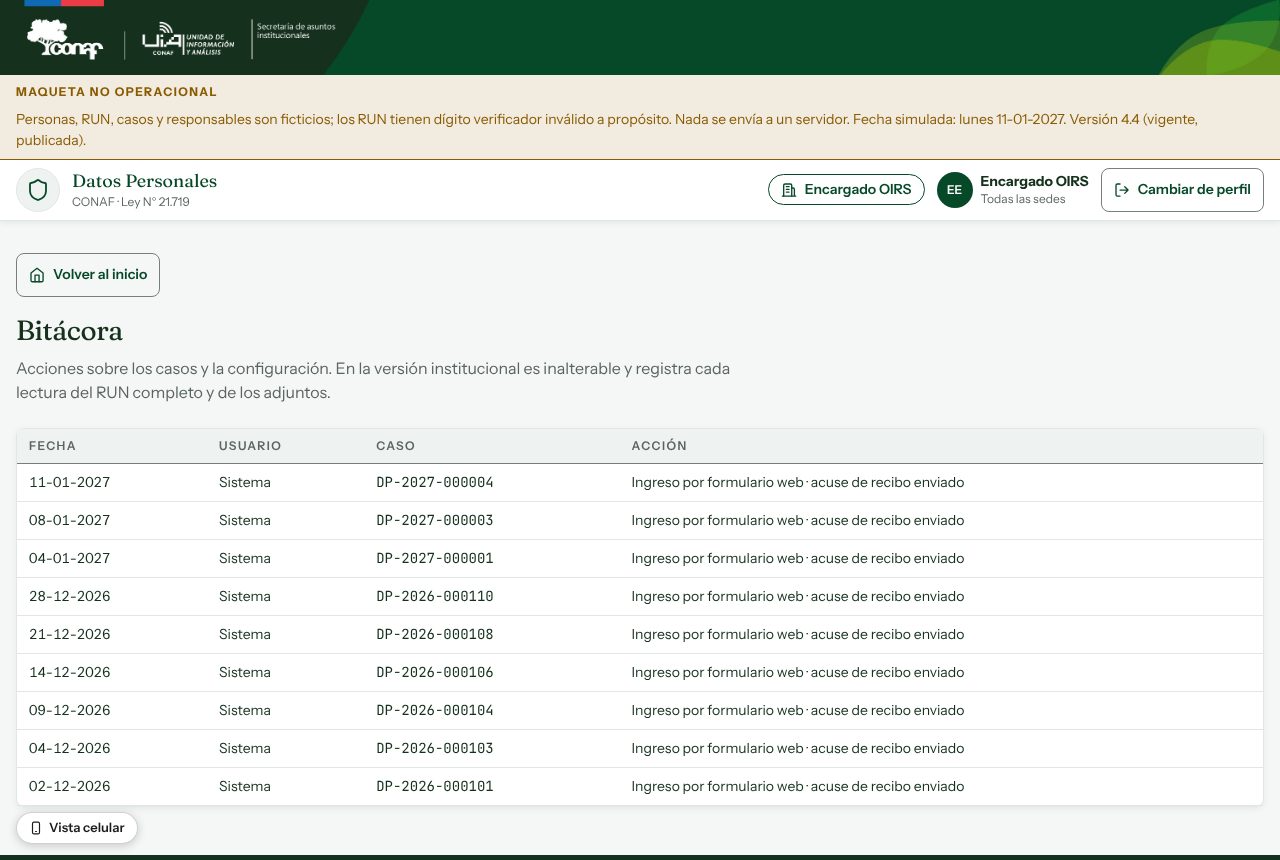 conaf
UiA
CONAF
UNIDAD DE
INFORMACIÓN
Y ANÁLISIS
Secretaría de asuntos
institucionales
MAQUETA NO OPERACIONAL
Personas, RUN, casos y responsables son ficticios; los RUN tienen dígito verificador inválido a propósito. Nada se envía a un servidor. Fecha simulada: lunes 11-01-2027. Versión 4.4 (vigente,
publicada).
Datos Personales
CONAF · Ley N° 21.719
Encargado OIRS
EE
Encargado OIRS
Todas las sedes
Cambiar de perfil
Volver al inicio
Bitácora
Acciones sobre los casos y la configuración. En la versión institucional es inalterable y registra cada
lectura del RUN completo y de los adjuntos.
FECHA USUARIO CASO ACCIÓN
11-01-2027 Sistema DP-2027-000004 Ingreso por formulario web · acuse de recibo enviado
08-01-2027 Sistema DP-2027-000003 Ingreso por formulario web · acuse de recibo enviado
04-01-2027 Sistema DP-2027-000001 Ingreso por formulario web · acuse de recibo enviado
28-12-2026 Sistema DP-2026-000110 Ingreso por formulario web · acuse de recibo enviado
21-12-2026 Sistema DP-2026-000108 Ingreso por formulario web · acuse de recibo enviado
14-12-2026 Sistema DP-2026-000106 Ingreso por formulario web · acuse de recibo enviado
09-12-2026 Sistema DP-2026-000104 Ingreso por formulario web · acuse de recibo enviado
04-12-2026 Sistema DP-2026-000103 Ingreso por formulario web · acuse de recibo enviado
02-12-2026 Sistema DP-2026-000101 Ingreso por formulario web · acuse de recibo enviado
Vista celular